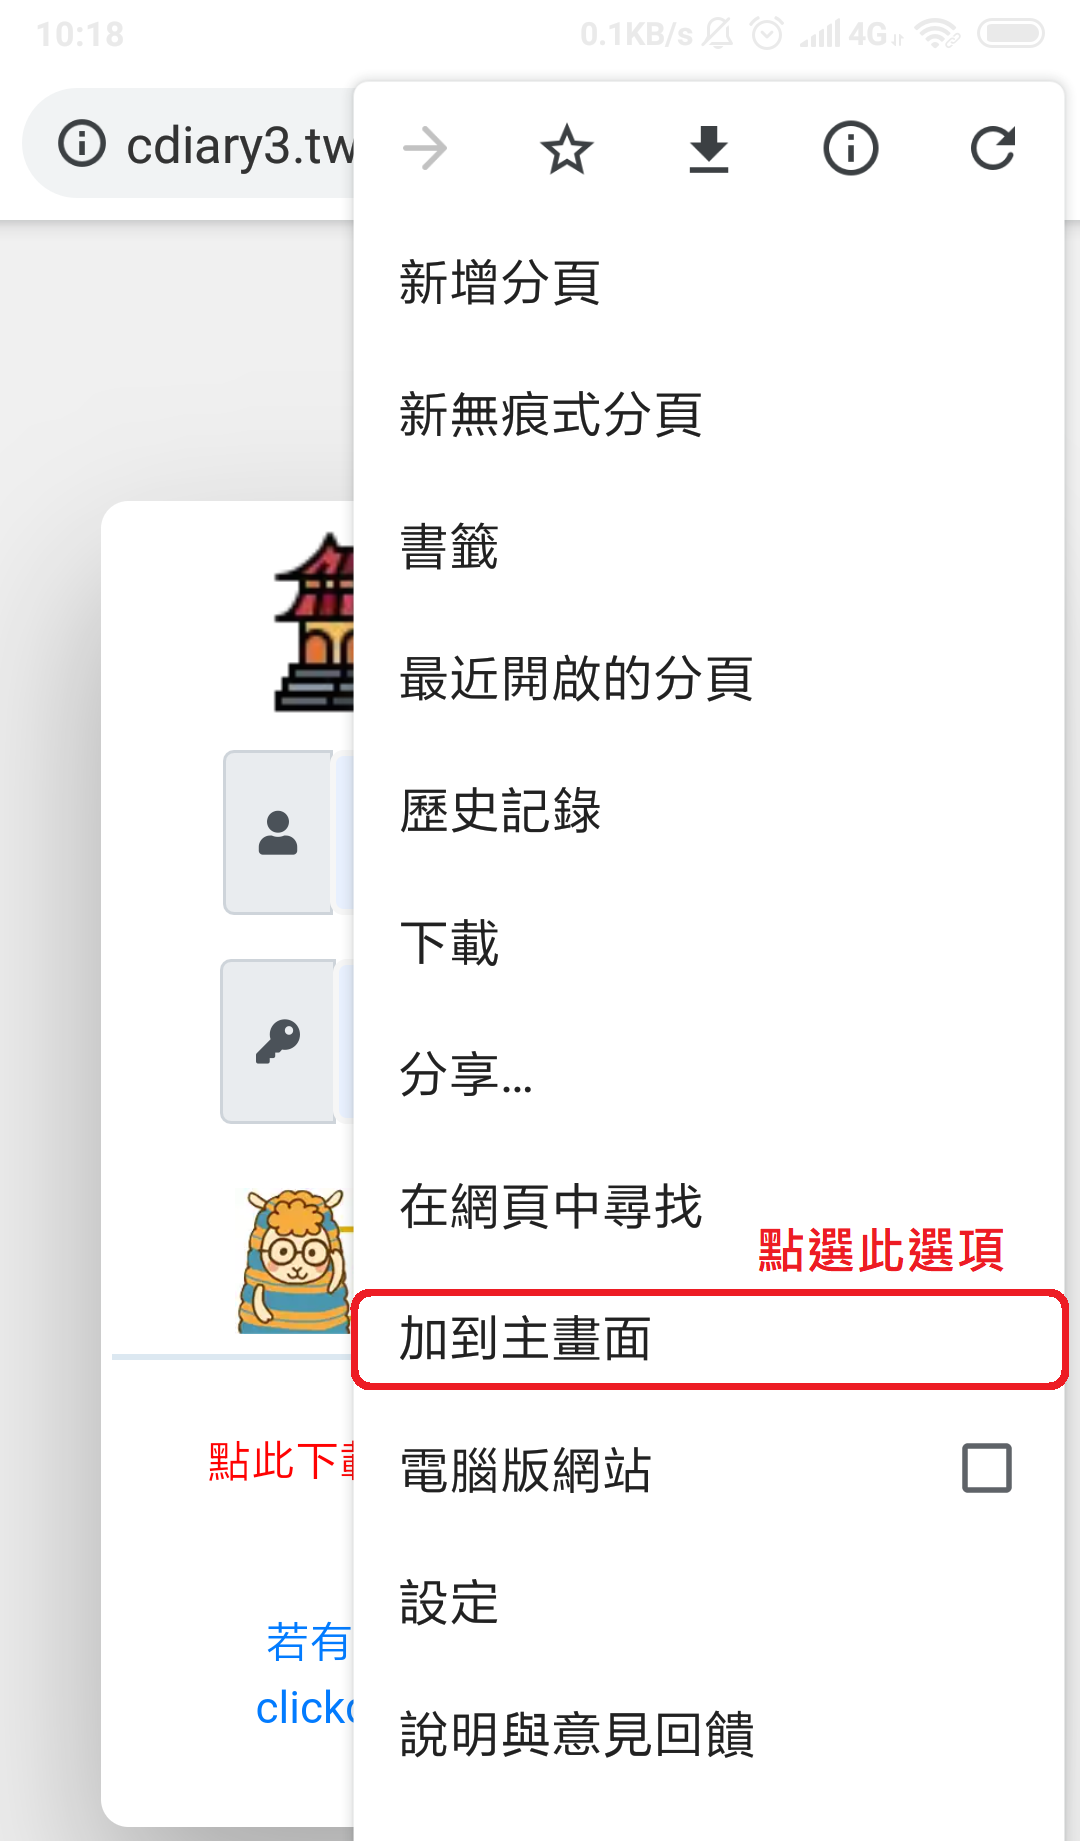 10:18 0.1KB/s 4G
cdiary3.tw
新增分頁
新無痕式分頁
書籤
最近開啟的分頁
歷史記錄
下載
分享...
在網頁中尋找
點選此選項
加到主畫面
點此下
電腦版網站
設定
若有
click
說明與意見回饋